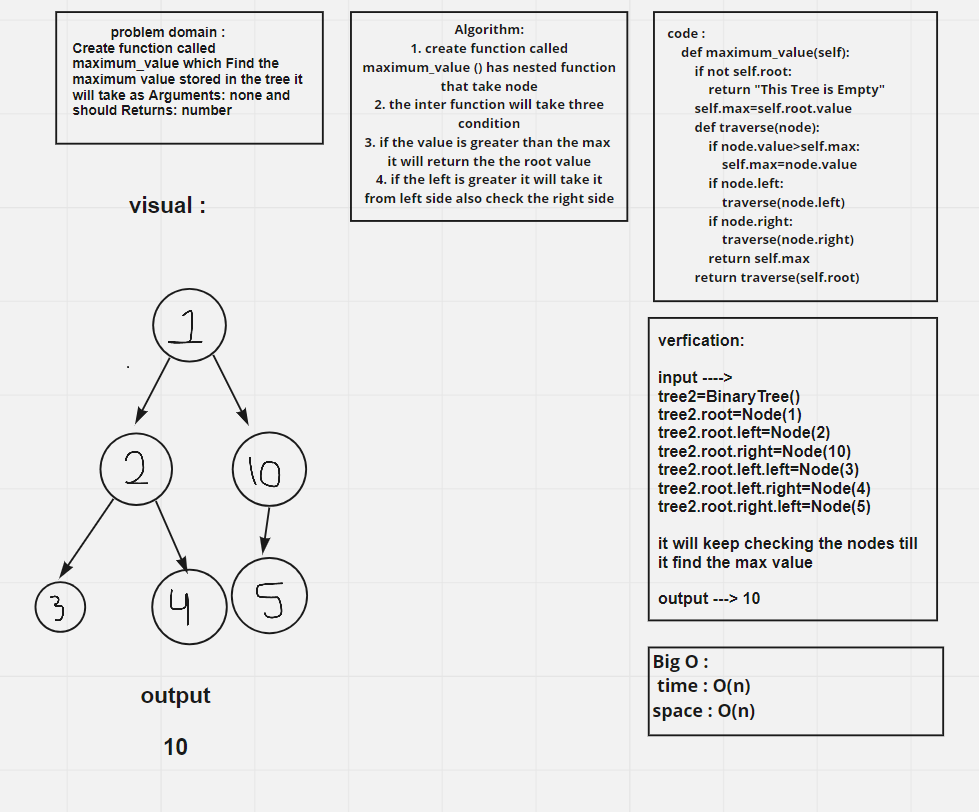 problem domain :
Create function called
maximum_value which Find the
maximum value stored in the tree it
will take as Arguments: none and
should Returns: number
Algorithm:
1. create function called
maximum_value () has nested function
that take node
2. the inter function will take three
condition
3. if the value is greater than the max
it will return the the root value
4. if the left is greater it will take it
from left side also check the right side
code :
def maximum_value(self):
if not self.root:
return "This Tree is Empty"
self.max=self.root.value
def traverse(node):
if node.value>self.max:
self.max=node.value
if node.left:
traverse(node.left)
if node.right:
traverse(node.right)
return self.max
return traverse(self.root)
visual :
1
2
10
3
4
5
output
10
verfication:
input ---->
tree2=BinaryTree()
tree2.root=Node(1)
tree2.root.left=Node(2)
tree2.root.right=Node(10)
tree2.root.left.left=Node(3)
tree2.root.left.right=Node(4)
tree2.root.right.left=Node(5)
it will keep checking the nodes till
it find the max value
output ---> 10
Big O :
time : O(n)
space : O(n)